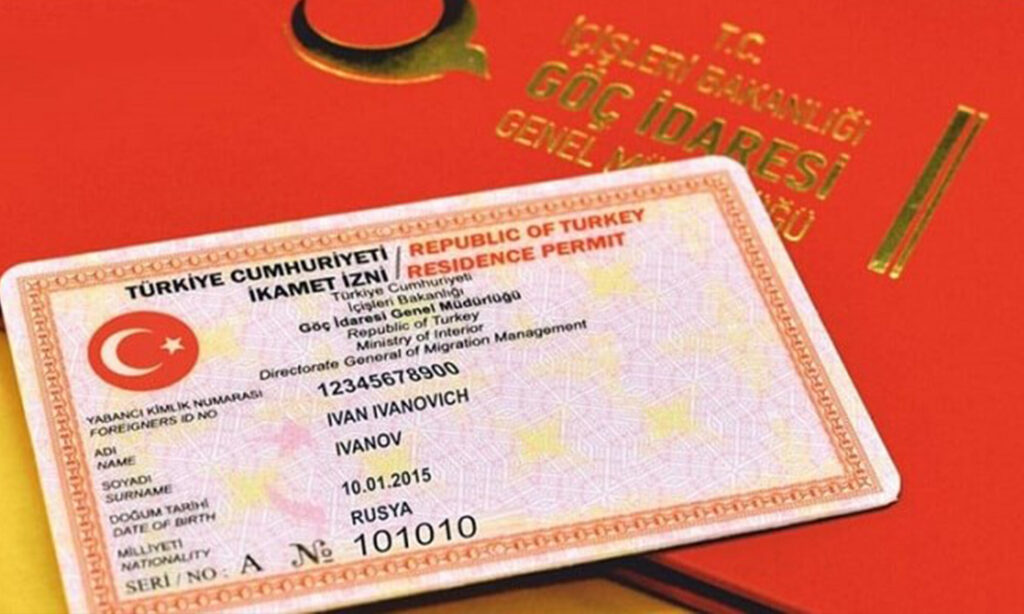 T.C.
İÇİŞLERİ BAKANLIĞI
GÖÇ İDARESİ
GENEL
TÜRKİYE CUMHURİYETİ / REPUBLIC OF TURKEY
İKAMET İZNİ / RESIDENCE PERMIT
Türkiye Cumhuriyeti
İçişleri Bakanlığı
Göç İdaresi Genel Müdürlüğü
Republic of Turkey
Ministry of Interior
Directorate General of Migration Management
YABANCI KİMLİK NUMARASI 12345678900
FOREIGNERS ID NO
ADI IVAN IVANOVICH
NAME
SOYADI IVANOV
SURNAME
DOĞUM TARİHİ 10.01.2015
DATE OF BIRTH
MİLLİYETİ RUSYA
NATIONALITY
SERİ / NO : A № 101010